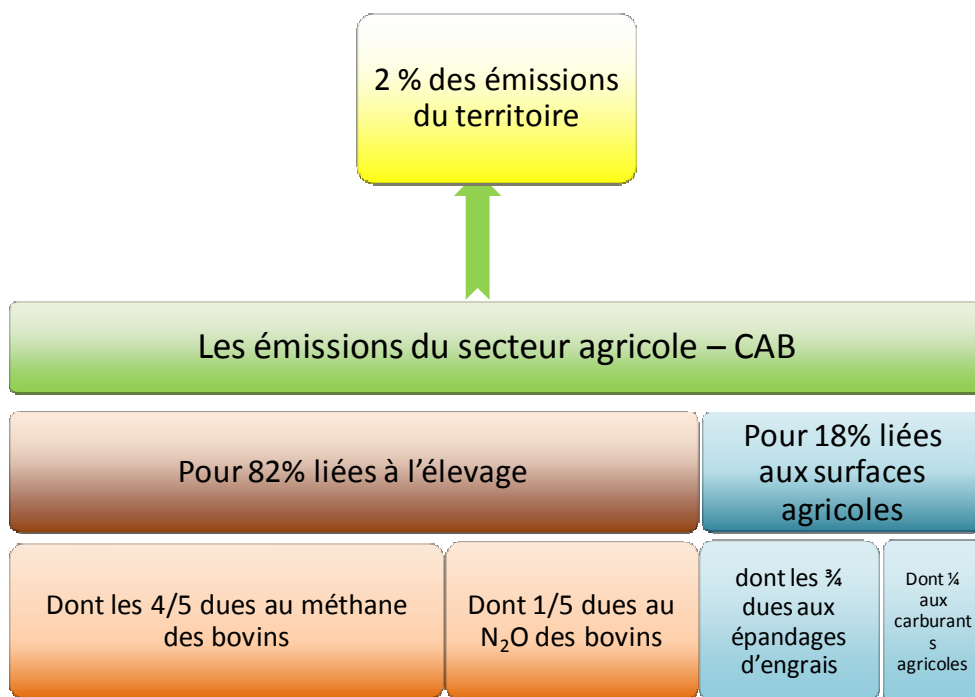 2 % des émissions
du territoire
Les émissions du secteur agricole – CAB
Pour 82% liées à l'élevage
Pour 18% liées
aux surfaces
agricoles
Dont les 4/5 dues au méthane
des bovins
Dont 1/5 dues au
N₂O des bovins
dont les ¾
dues aux
épandages
d'engrais
Dont ¼
aux
carburant
s
agricoles